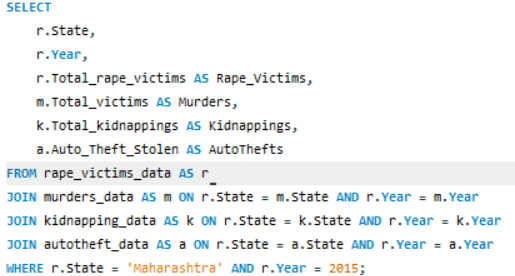 SELECT
r.State,
r.Year,
r.Total_rape_victims AS Rape_Victims,
m.Total_victims AS Murders,
k.Total_kidnappings AS Kidnappings,
a.Auto_Theft_Stolen AS AutoThefts
FROM rape_victims_data AS r
JOIN murders_data AS m ON r.State = m.State AND r.Year = m.Year
JOIN kidnapping_data AS k ON r.State = k.State AND r.Year = k.Year
JOIN autotheft_data AS a ON r.State = a.State AND r.Year = a.Year
WHERE r.State = 'Maharashtra' AND r.Year = 2015;